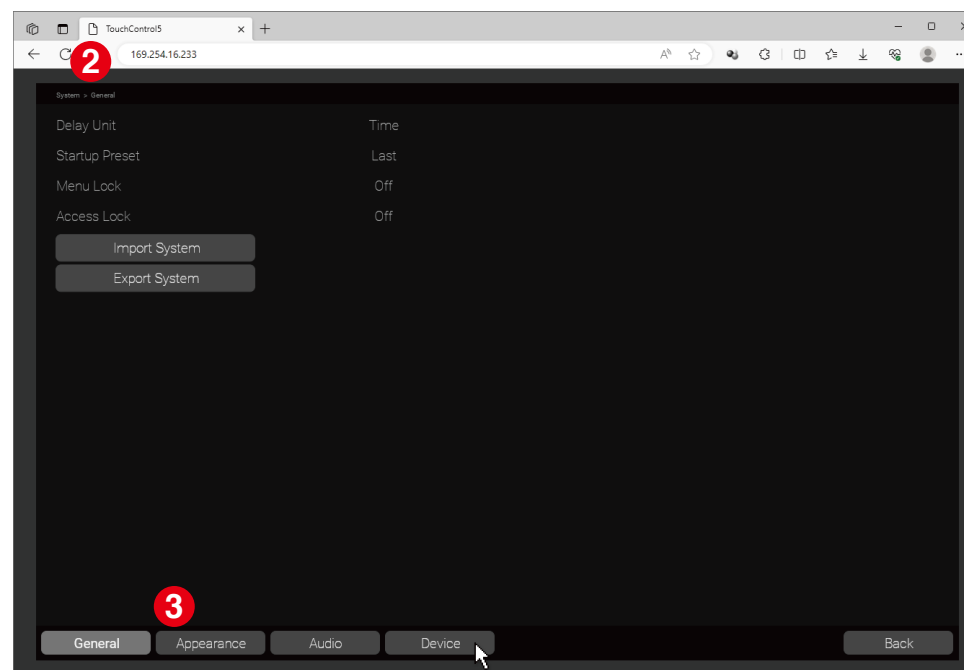 TouchControl5
2
169.254.16.233
System > General
Delay Unit Time
Startup Preset Last
Menu Lock Off
Access Lock Off
Import System
Export System
3
General Appearance Audio Device Back